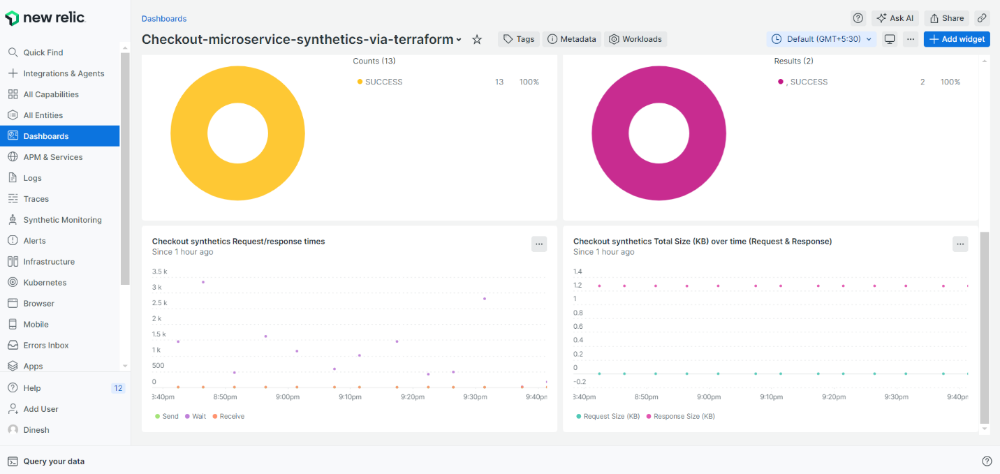 new relic
Quick Find
Integrations & Agents
All Capabilities
All Entities
Dashboards
APM & Services
Logs
Traces
Synthetic Monitoring
Alerts
Infrastructure
Kubernetes
Browser
Mobile
Errors Inbox
Apps
Help 12
Add User
Dinesh
Query your data
Dashboards
Ask AI Share
Checkout-microservice-synthetics-via-terraform Tags Metadata Workloads Default (GMT+5:30) ... Add widget
Counts (13)
SUCCESS 13 100%
Results (2)
, SUCCESS 2 100%
Checkout synthetics Request/response times ...
Since 1 hour ago
3.5 k
3 k
2.5 k
2 k
1.5 k
1 k
500
0
3:40pm 8:50pm 9:00pm 9:10pm 9:20pm 9:30pm 9:40pm
Send Wait Receive
Checkout synthetics Total Size (KB) over time (Request & Response) ...
Since 1 hour ago
1.4
1.2
1
0.8
0.6
0.4
0.2
0
-0.2
3:40pm 8:50pm 9:00pm 9:10pm 9:20pm 9:30pm 9:40pm
Request Size (KB) Response Size (KB)